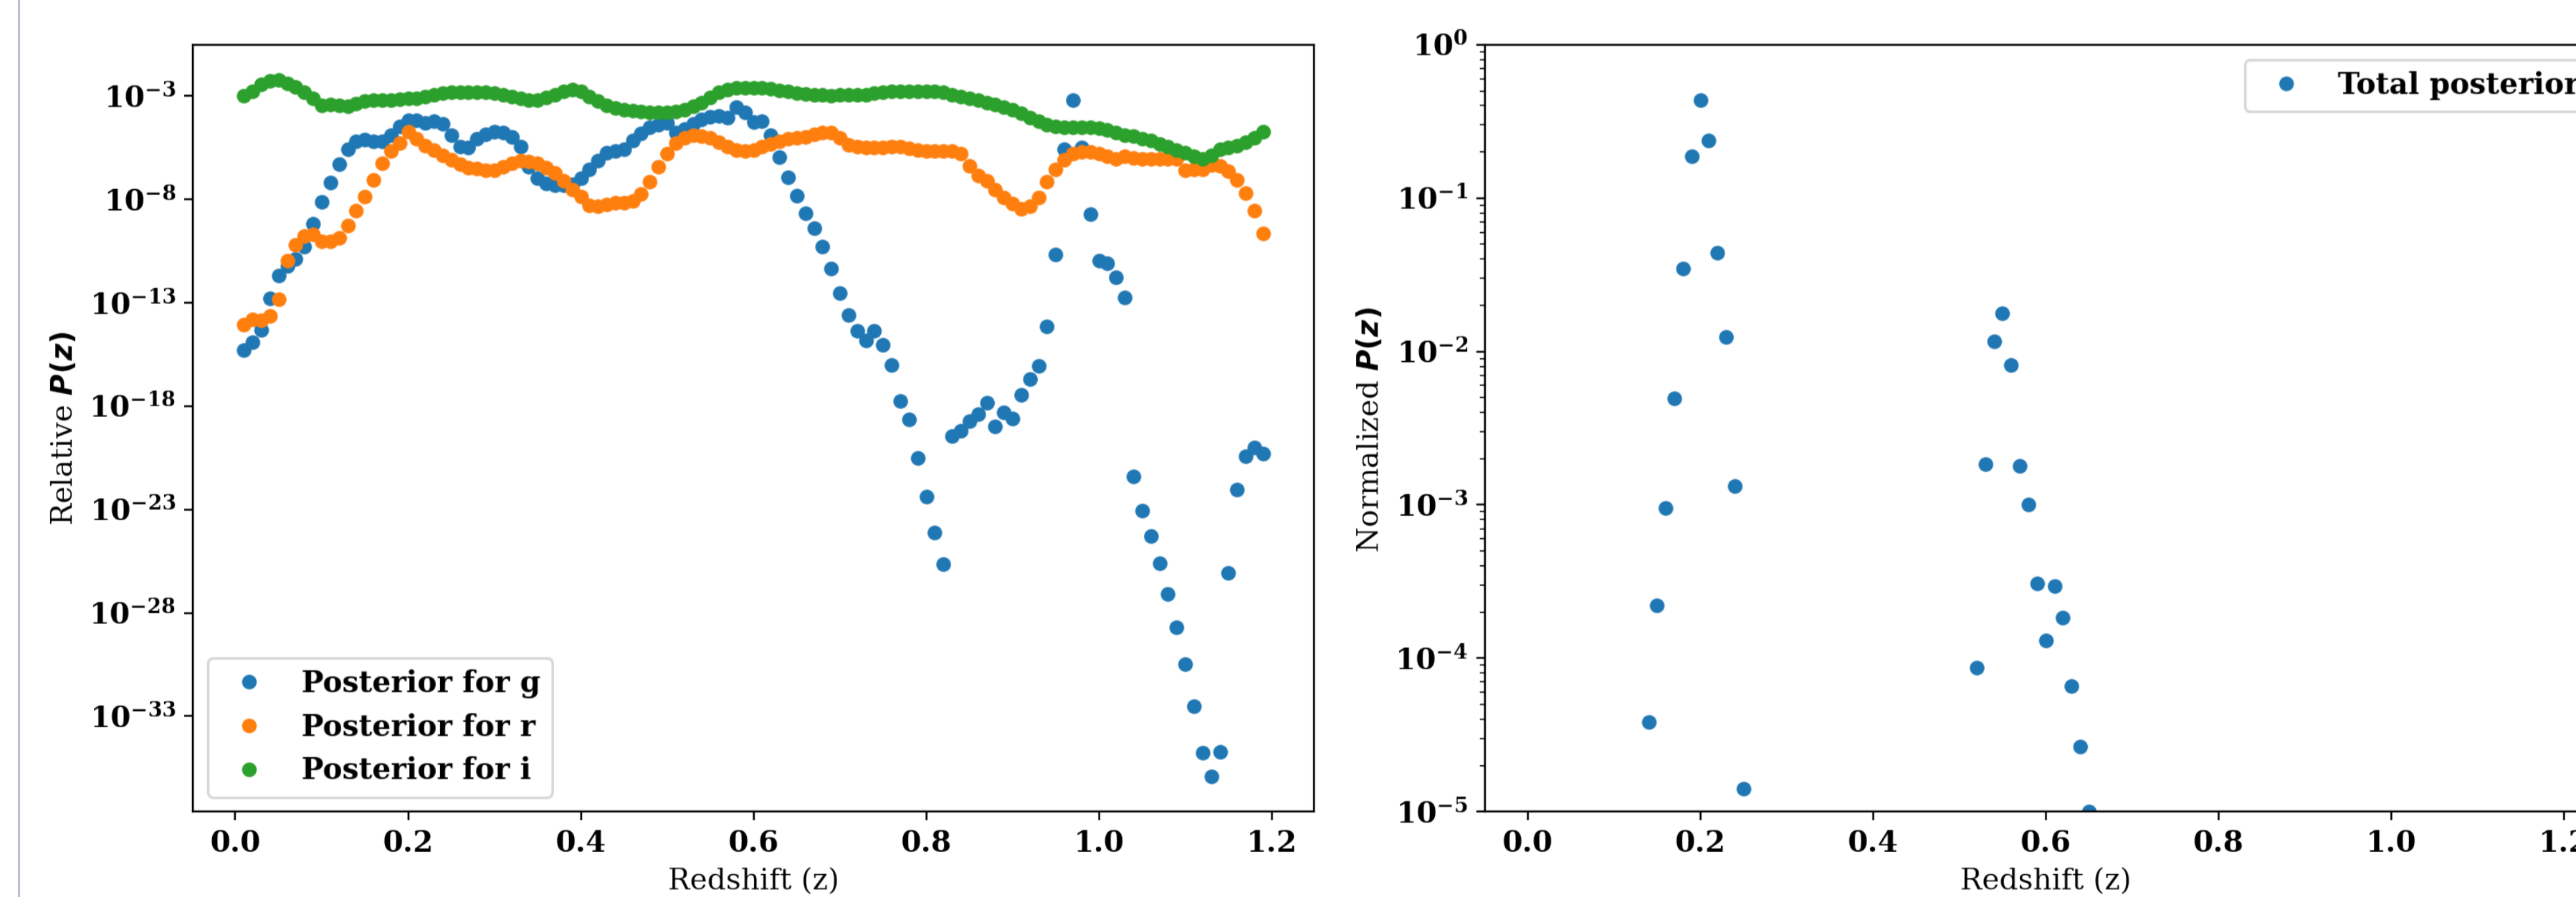 10⁻³
10⁻⁸
10⁻¹³
10⁻¹⁸
10⁻²³
10⁻²⁸
10⁻³³
Relative P(z)
Posterior for g
Posterior for r
Posterior for i
0.0 0.2 0.4 0.6 0.8 1.0 1.2
Redshift (z)
10⁰
10⁻¹
10⁻²
10⁻³
10⁻⁴
10⁻⁵
Normalized P(z)
Total posterior
0.0 0.2 0.4 0.6 0.8 1.0 1.2
Redshift (z)